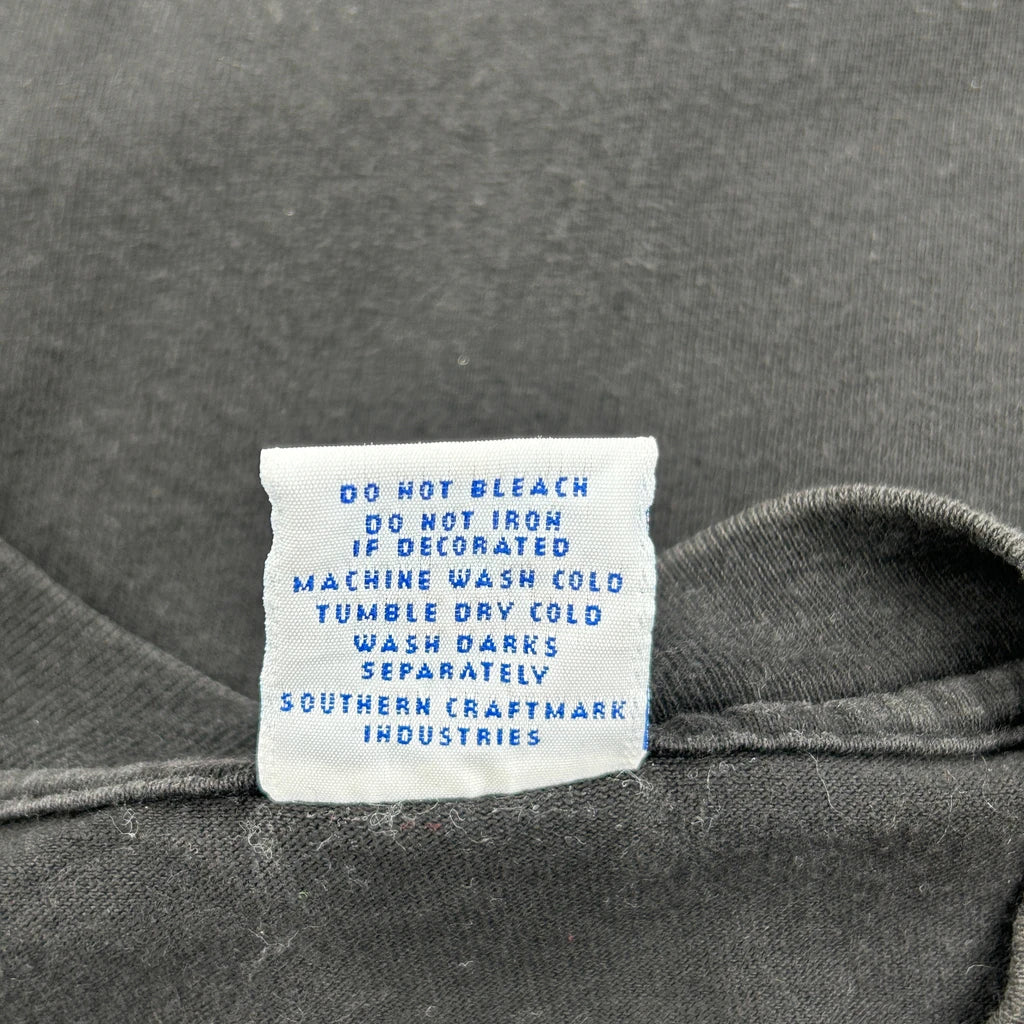 DO NOT BLEACH
DO NOT IRON
IF DECORATED
MACHINE WASH COLD
TUMBLE DRY COLD
WASH DARKS
SEPARATELY
SOUTHERN CRAFTMARK
INDUSTRIES